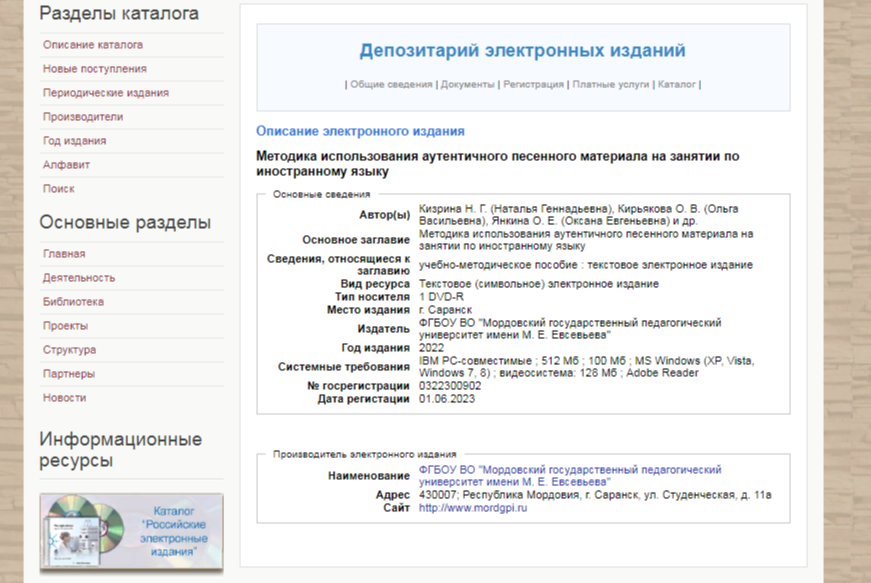 Разделы каталога
Описание каталога
Новые поступления
Периодические издания
Производители
Год издания
Алфавит
Поиск
Основные разделы
Главная
Деятельность
Библиотека
Проекты
Структура
Партнеры
Новости
Информационные
ресурсы
Каталог
"Российские
электронные
издания"
Депозитарий электронных изданий
| Общие сведения | Документы | Регистрация | Платные услуги | Каталог |
Описание электронного издания
Методика использования аутентичного песенного материала на занятии по
иностранному языку
Основные сведения
Автор(ы) Кизрина Н. Г. (Наталья Геннадьевна), Кирьякова О. В. (Ольга
Васильевна), Янкина О. Е. (Оксана Евгеньевна) и др.
Основное заглавие Методика использования аутентичного песенного материала на
занятии по иностранному языку
Сведения, относящиеся к
заглавию учебно-методическое пособие : текстовое электронное издание
Вид ресурса Текстовое (символьное) электронное издание
Тип носителя 1 DVD-R
Место издания г. Саранск
Издатель ФГБОУ ВО "Мордовский государственный педагогический
университет имени М. Е. Евсевьева"
Год издания 2022
Системные требования IBM PC-совместимые ; 512 Мб ; 100 Мб ; MS Windows (XP, Vista,
Windows 7, 8) ; видеосистема: 128 Мб ; Adobe Reader
№ госрегистрации 0322300902
Дата регистации 01.06.2023
Производитель электронного издания
Наименование ФГБОУ ВО "Мордовский государственный педагогический
университет имени М. Е. Евсевьева"
Адрес 430007; Республика Мордовия, г. Саранск, ул. Студенческая, д. 11а
Сайт http://www.mordgpi.ru